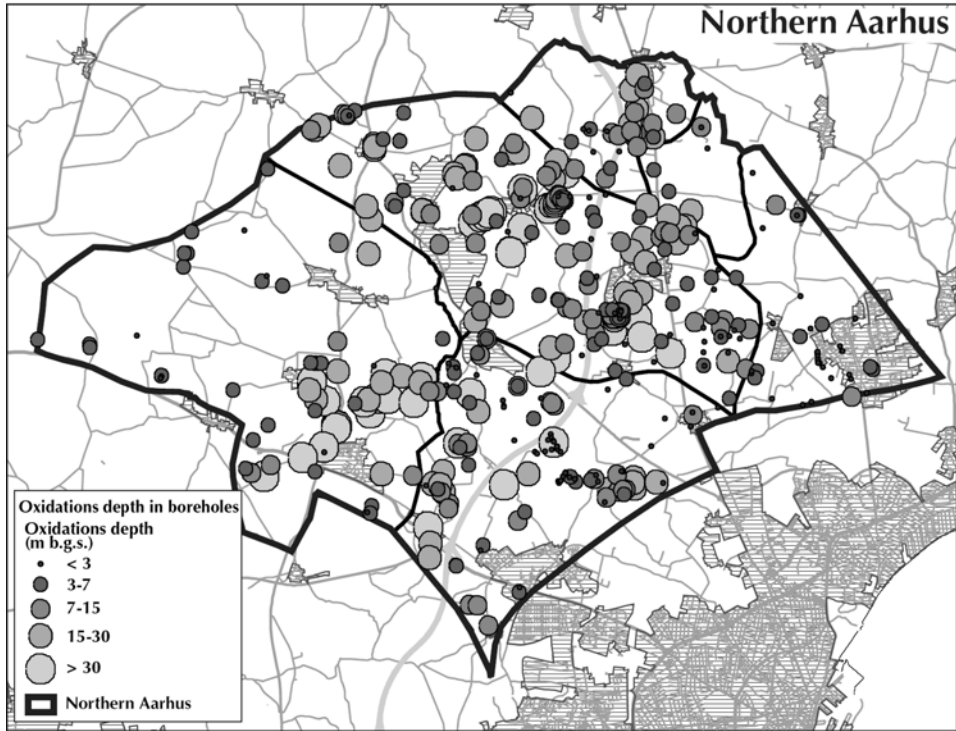 Northern Aarhus
Oxidations depth in boreholes
Oxidations depth
(m b.g.s.)
< 3
3-7
7-15
15-30
> 30
Northern Aarhus